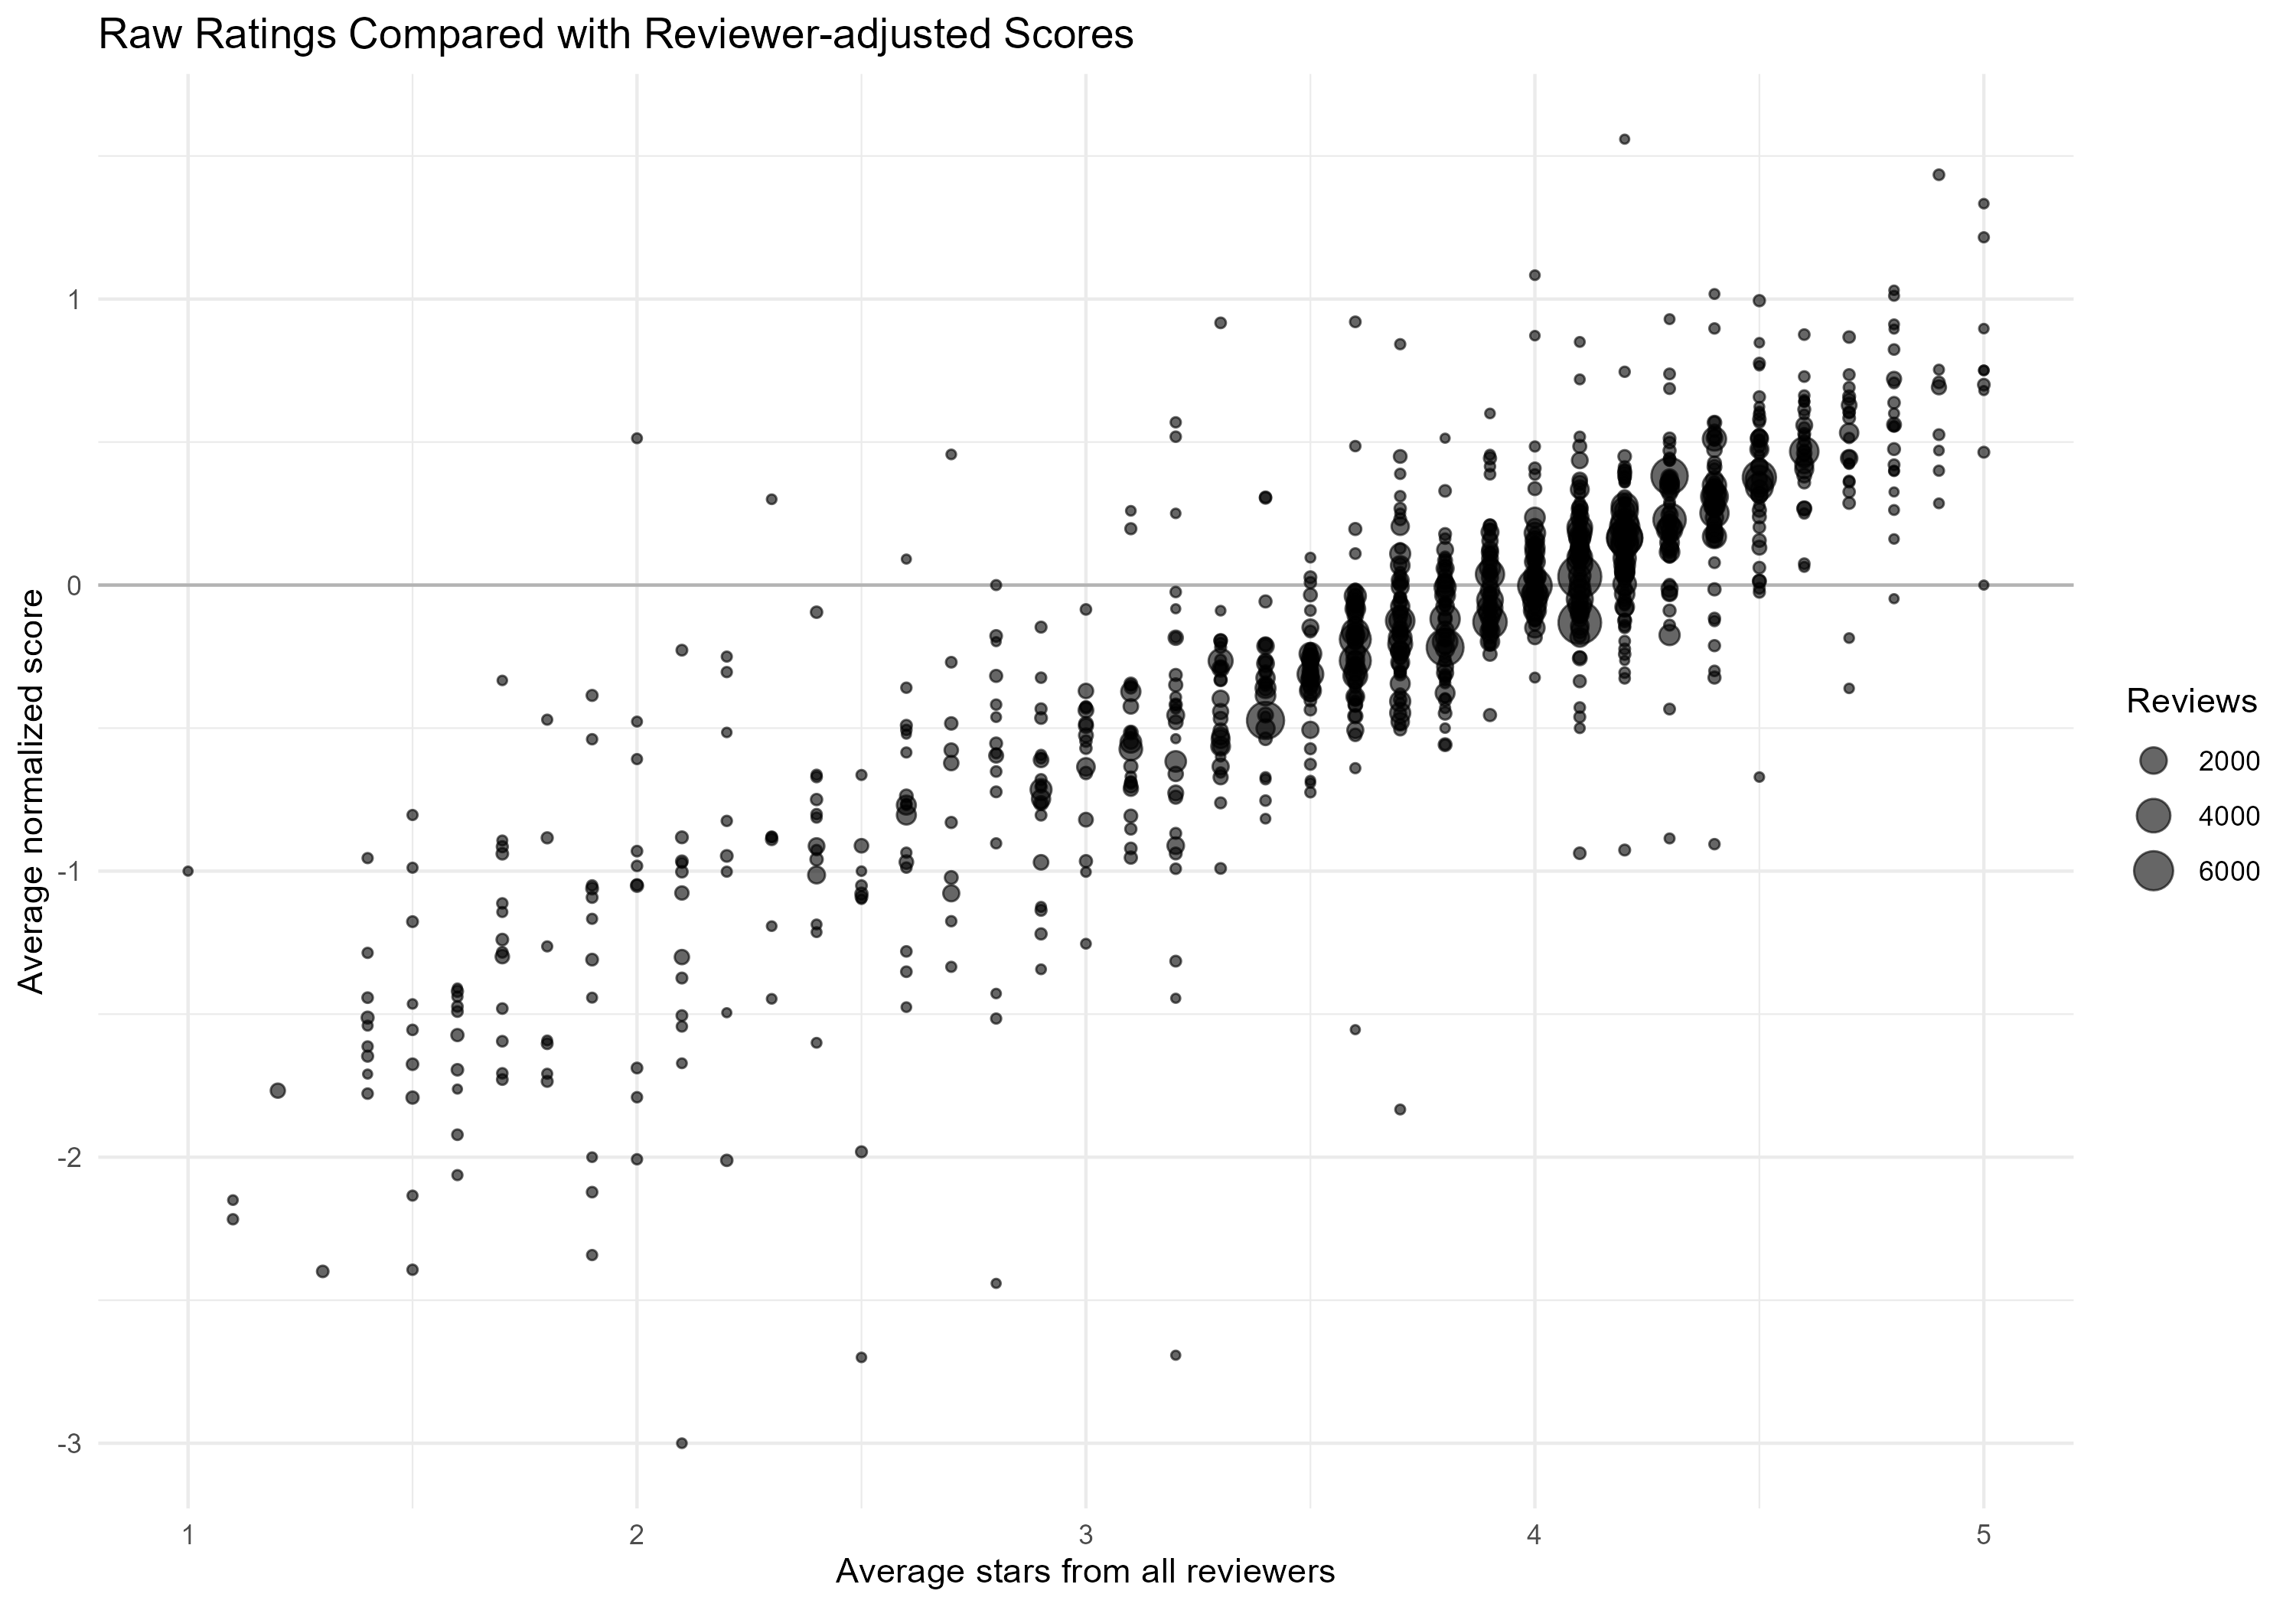 Raw Ratings Compared with Reviewer-adjusted Scores
Average normalized score
1
0
-1
-2
-3
1 2 3 4 5
Average stars from all reviewers
Reviews
2000
4000
6000